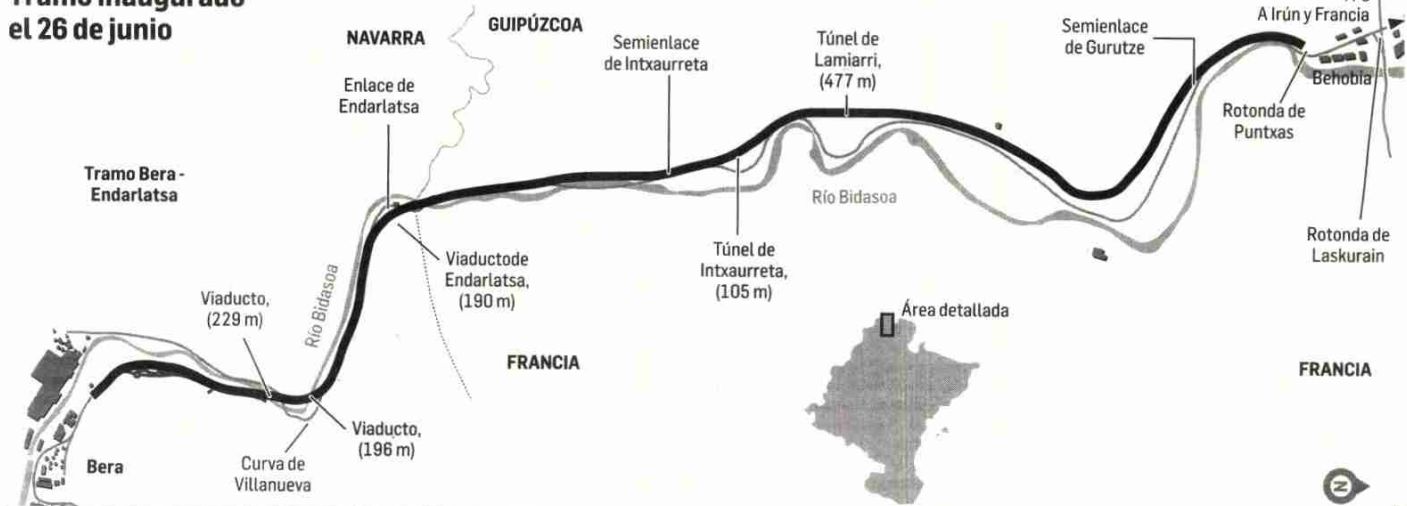 Tramo inaugurado
el 26 de junio
NAVARRA
GUIPÚZCOA
Enlace de
Endarlatsa
Semienlace
de Intxaurreta
Túnel de
Lamiarri,
(477 m)
Semienlace
de Gurutze
A Irún y Francia
Behobia
Rotonda de
Puntxas
Rotonda de
Laskurain
Tramo Bera -
Endarlatsa
Río Bidasoa
Viaductode
Endarlatsa,
(190 m)
Túnel de
Intxaurreta,
(105 m)
Río Bidasoa
Viaducto,
(229 m)
Área detallada
FRANCIA
FRANCIA
Viaducto,
(196 m)
Curva de
Villanueva
Bera
N